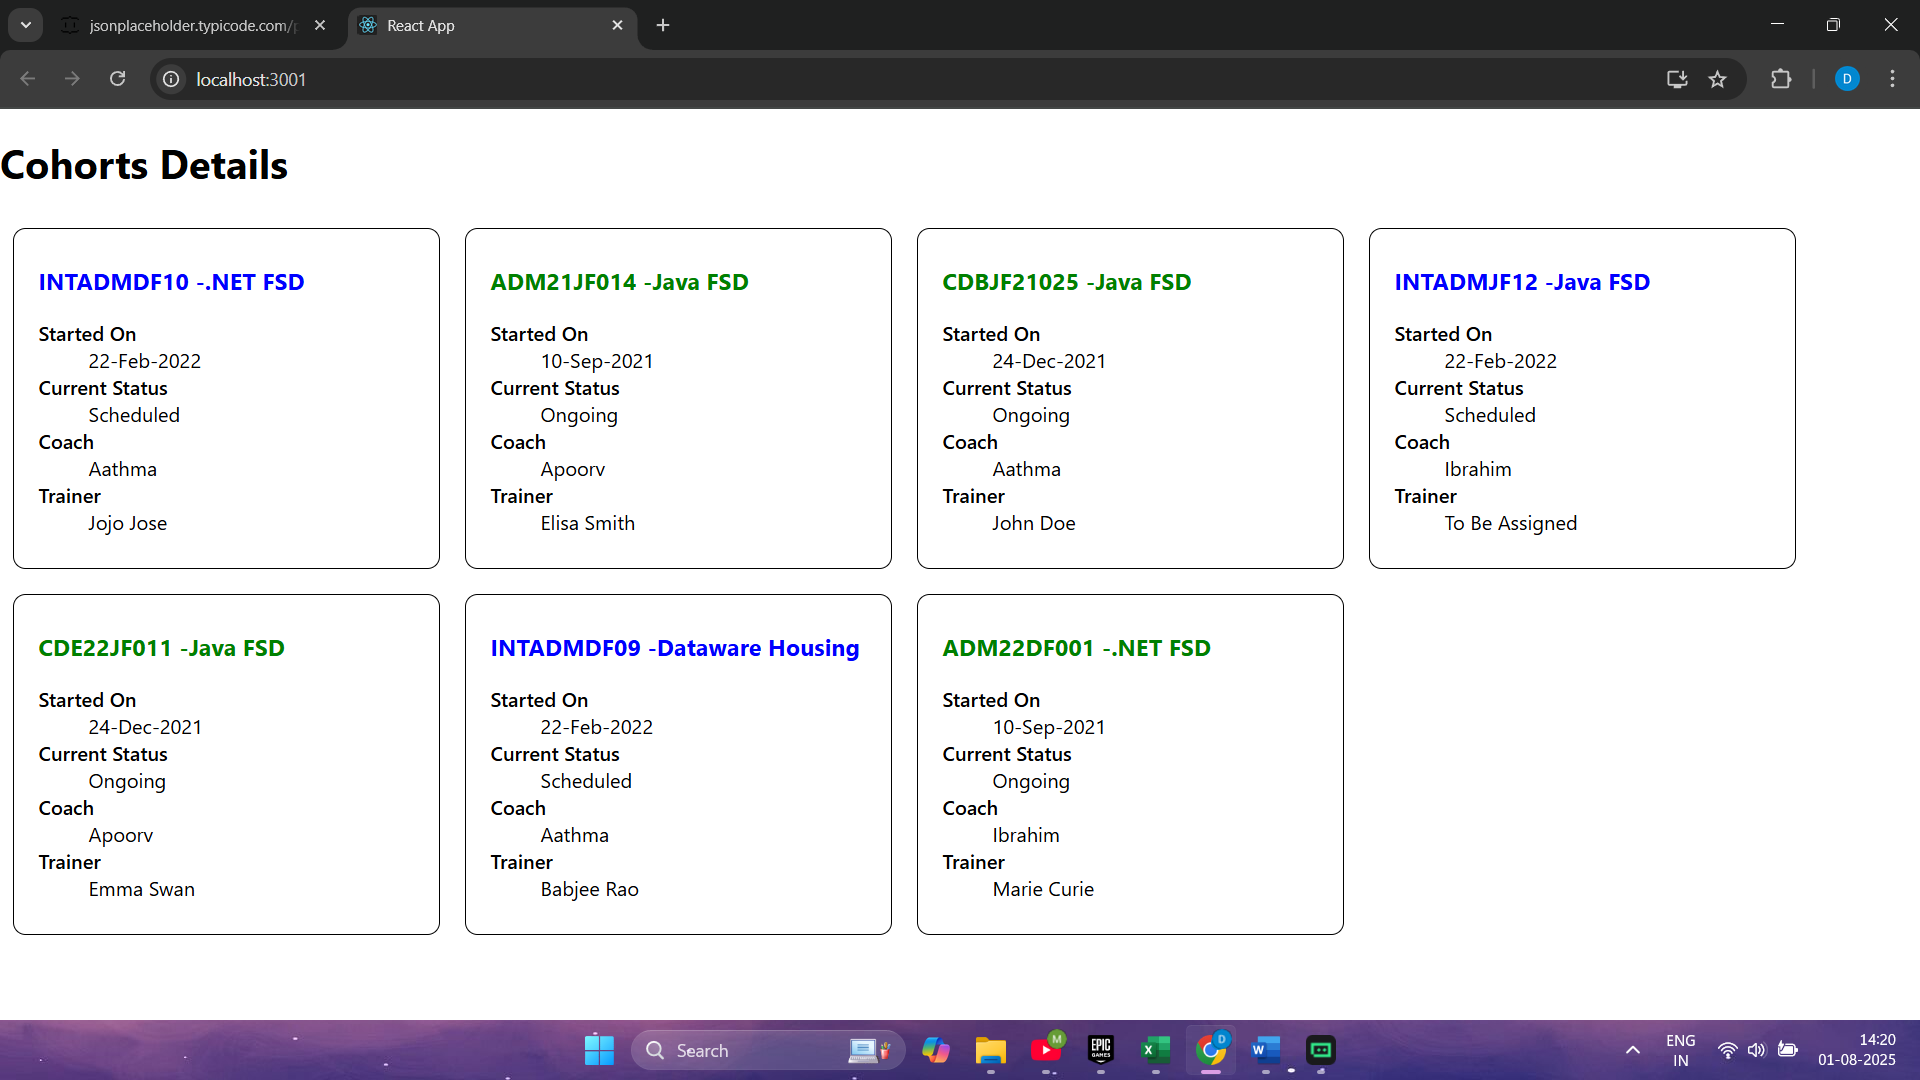 jsonplaceholder.typicode.com/p
React App
localhost:3001
D
Cohorts Details
INTADMDF10 -.NET FSD
Started On
22-Feb-2022
Current Status
Scheduled
Coach
Aathma
Trainer
Jojo Jose
ADM21JF014 -Java FSD
Started On
10-Sep-2021
Current Status
Ongoing
Coach
Apoorv
Trainer
Elisa Smith
CDBJF21025 -Java FSD
Started On
24-Dec-2021
Current Status
Ongoing
Coach
Aathma
Trainer
John Doe
INTADMJF12 -Java FSD
Started On
22-Feb-2022
Current Status
Scheduled
Coach
Ibrahim
Trainer
To Be Assigned
CDE22JF011 -Java FSD
Started On
24-Dec-2021
Current Status
Ongoing
Coach
Apoorv
Trainer
Emma Swan
INTADMDF09 -Dataware Housing
Started On
22-Feb-2022
Current Status
Scheduled
Coach
Aathma
Trainer
Babjee Rao
ADM22DF001 -.NET FSD
Started On
10-Sep-2021
Current Status
Ongoing
Coach
Ibrahim
Trainer
Marie Curie
Search
M
EPIC
GAMES
X
D
W
ENG
IN
14:20
01-08-2025